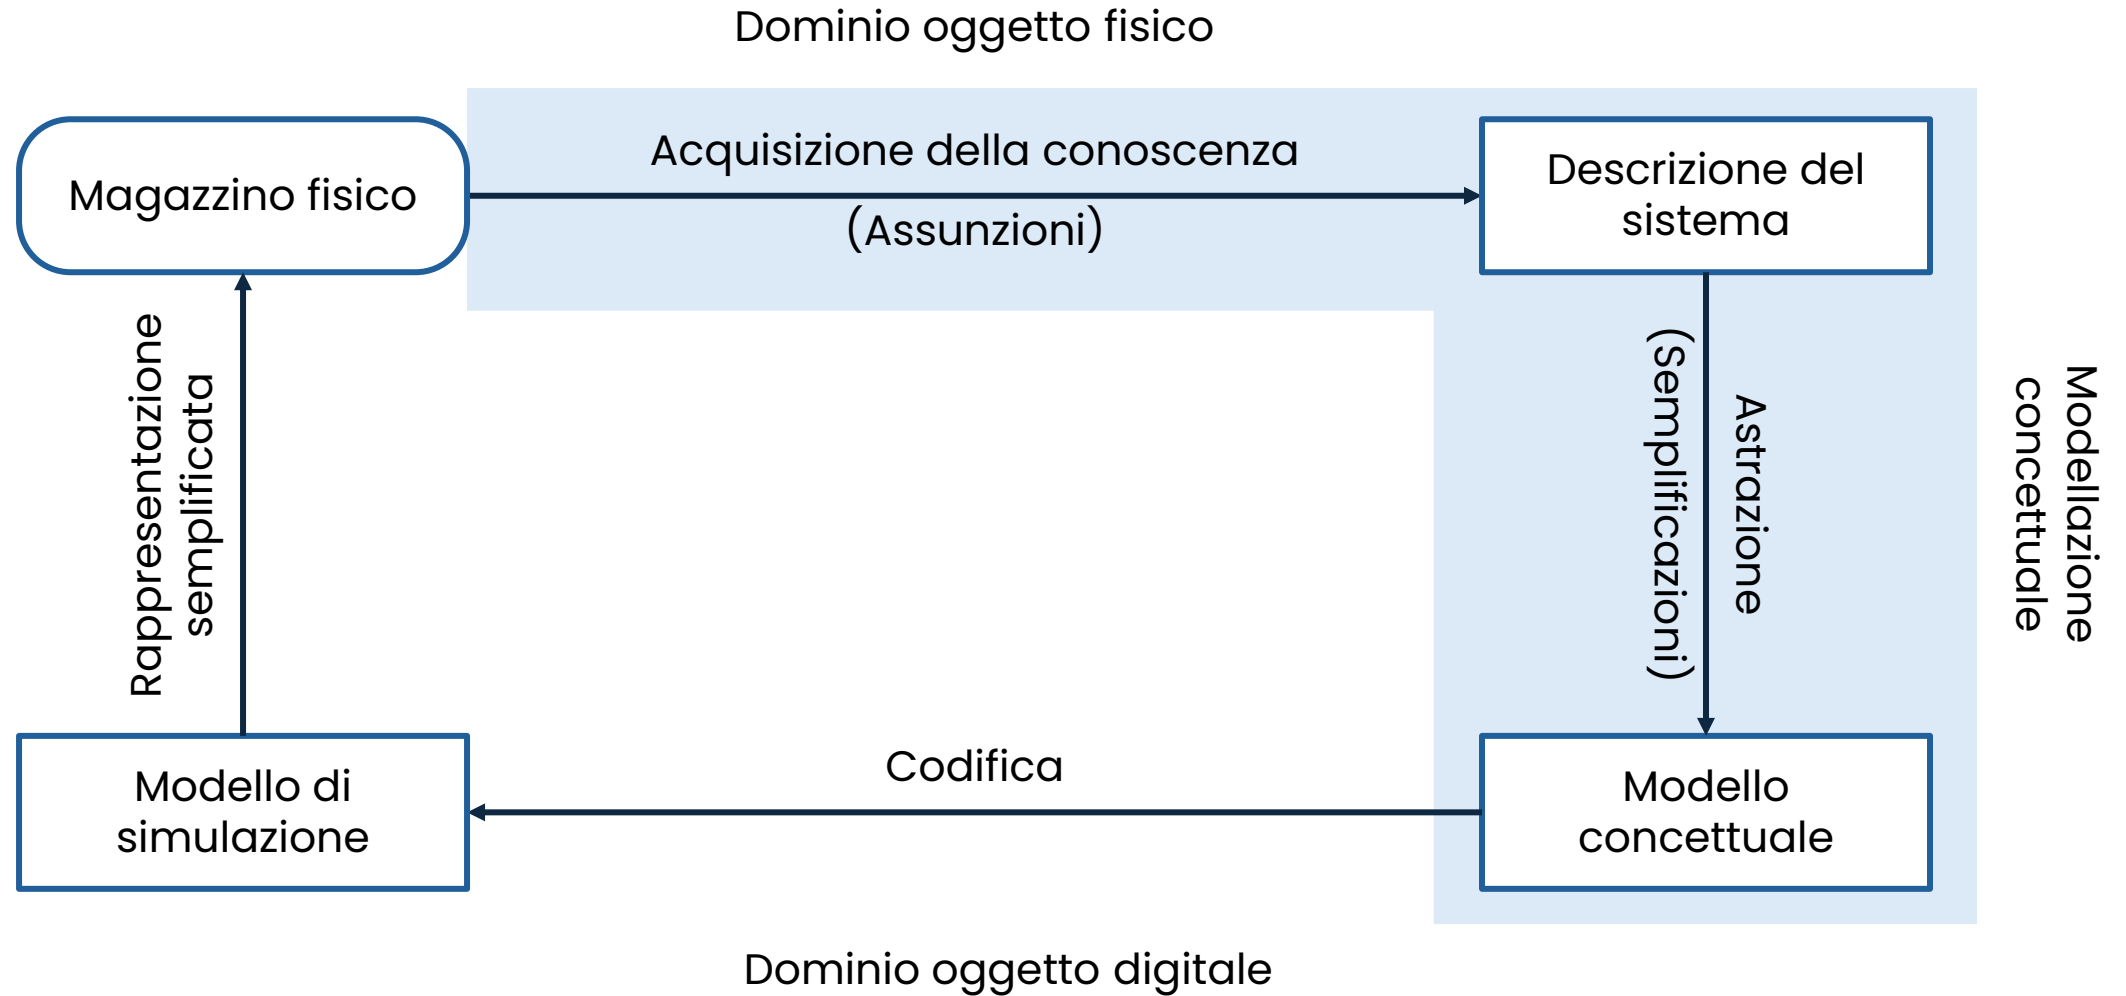 Dominio oggetto fisico
Magazzino fisico
Acquisizione della conoscenza
(Assunzioni)
Descrizione del
sistema
Rappresentazione
semplificata
(Semplificazioni)
Astrazione
Modellazione
concettuale
Modello di
simulazione
Codifica
Modello
concettuale
Dominio oggetto digitale